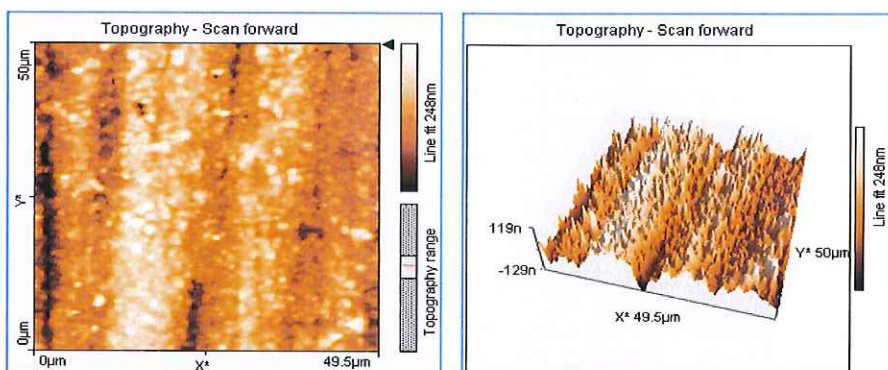 Topography - Scan forward
50µm
Y*
0µm
0µm
X*
49.5µm
Line fit 248nm
Topography range
Topography - Scan forward
119n
-129n
X* 49.5µm
Y* 50µm
Line fit 248nm